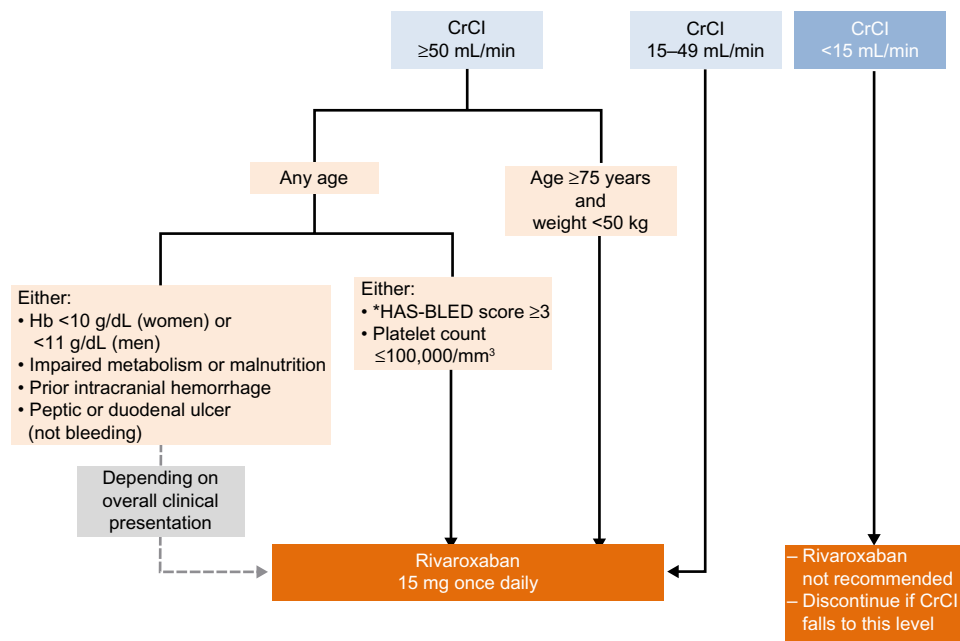 CrCl
≥50 mL/min
CrCl
15–49 mL/min
CrCl
<15 mL/min
Any age
Age ≥75 years
and
weight <50 kg
Either:
• Hb <10 g/dL (women) or
<11 g/dL (men)
• Impaired metabolism or malnutrition
• Prior intracranial hemorrhage
• Peptic or duodenal ulcer
(not bleeding)
Either:
• *HAS-BLED score ≥3
• Platelet count
≤100,000/mm³
Depending on
overall clinical
presentation
Rivaroxaban
15 mg once daily
– Rivaroxaban
not recommended
– Discontinue if CrCl
falls to this level